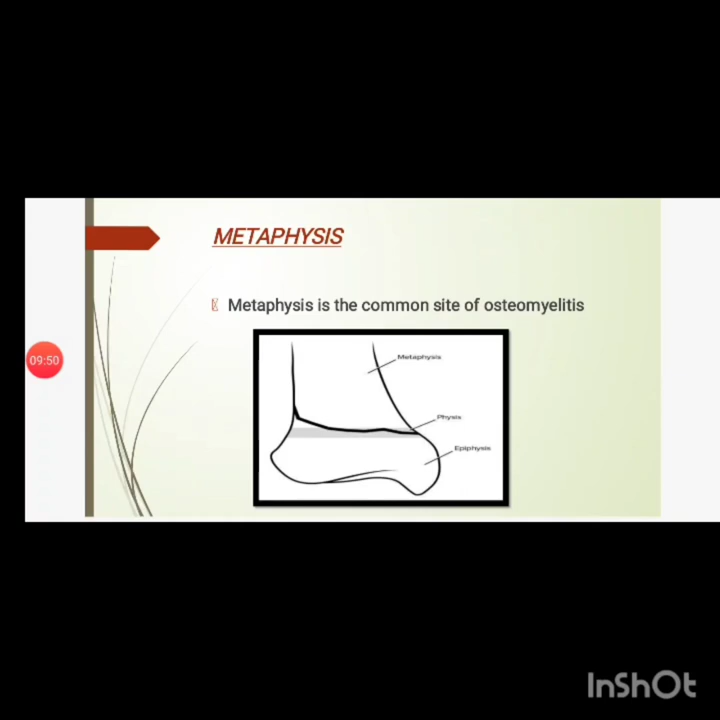 METAPHYSIS
Metaphysis is the common site of osteomyelitis
Metaphysis
Physis
Epiphysis
09:50
InShOt